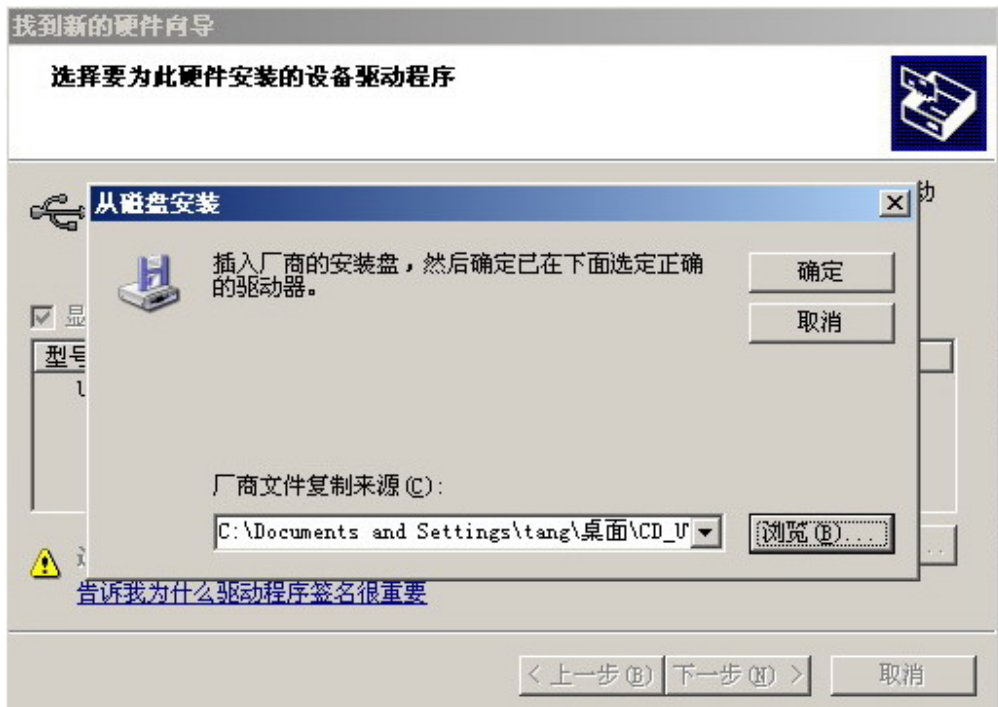 找到新的硬件向导
选择要为此硬件安装的设备驱动程序
从磁盘安装
插入厂商的安装盘，然后确定已在下面选定正确
的驱动器。
确定
取消
显
型号
厂商文件复制来源(C):
C:\Documents and Settings\tang\桌面\CD_U
浏览(B)...
告诉我为什么驱动程序签名很重要
< 上一步(B)
下一步(N) >
取消